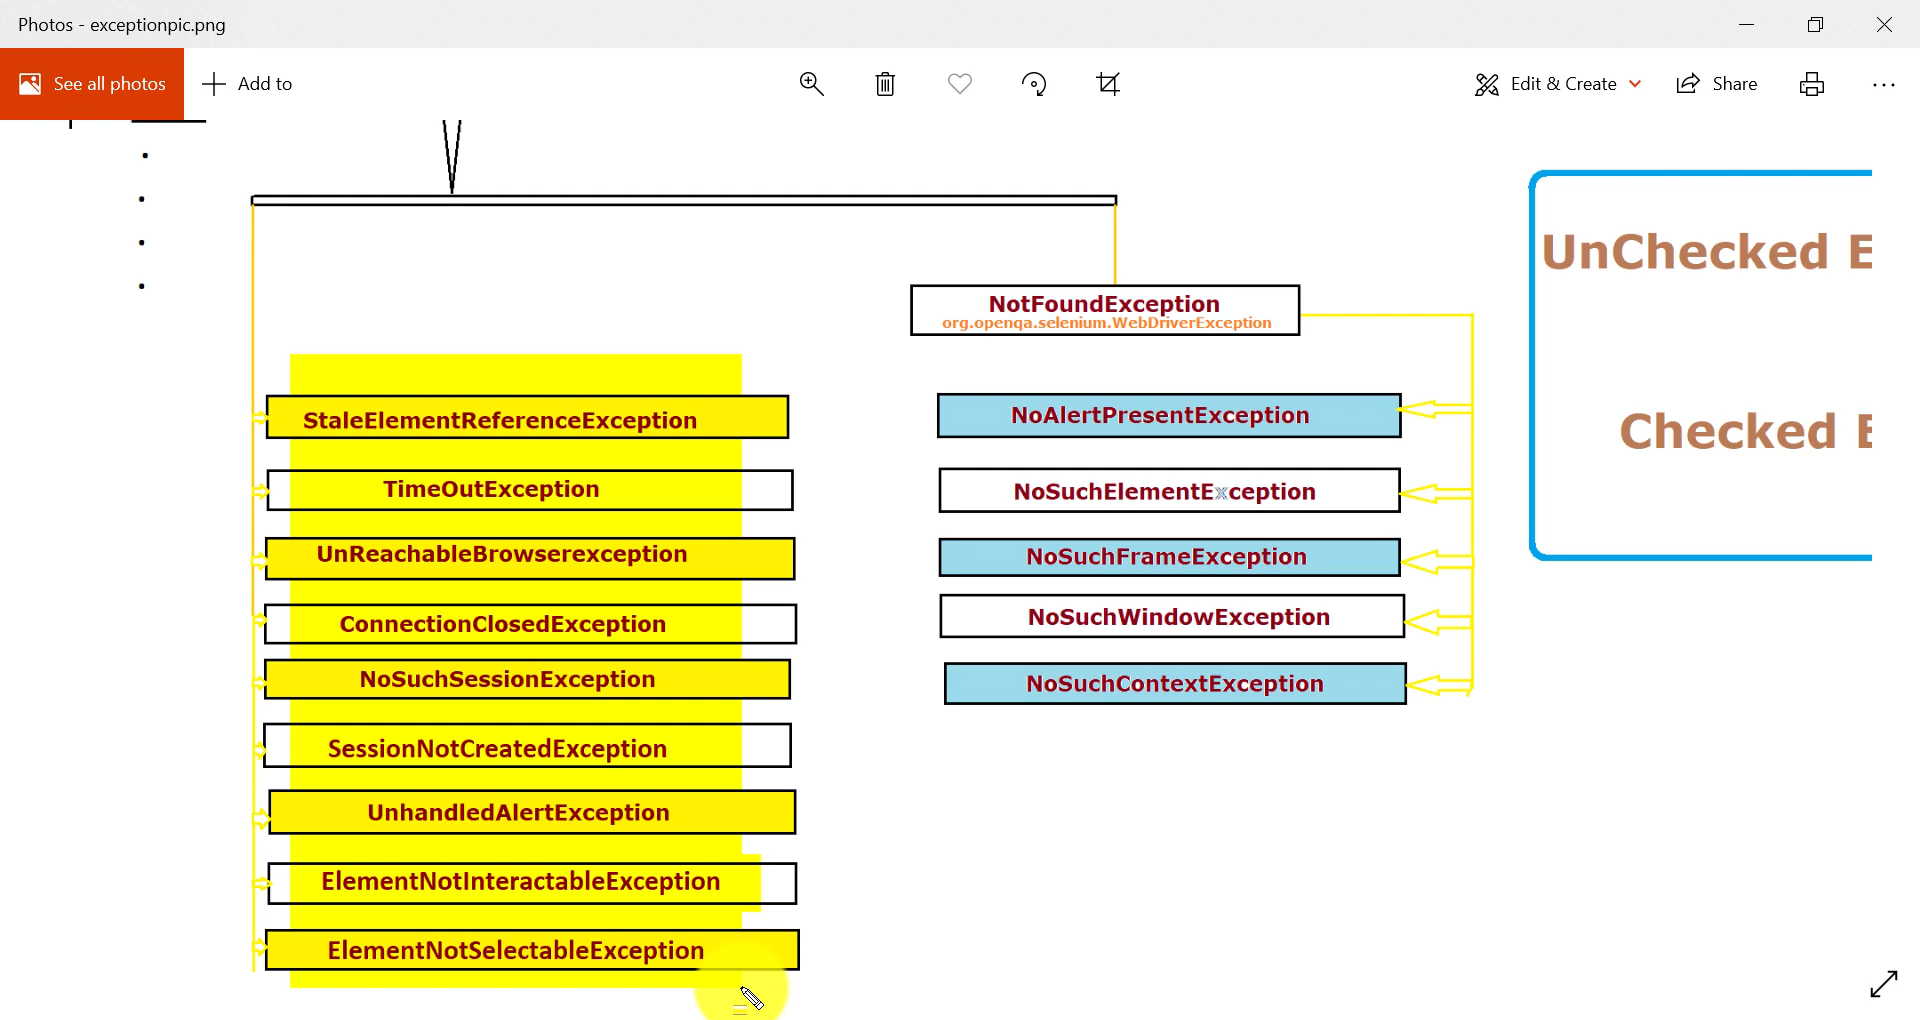 Photos - exceptionpic.png
See all photos
Add to
Edit & Create
Share
UnChecked E
NotFoundException
org.openqa.selenium.WebDriverException
StaleElementReferenceException
NoAlertPresentException
Checked E
TimeOutException
NoSuchElementException
UnReachableBrowserexception
NoSuchFrameException
ConnectionClosedException
NoSuchWindowException
NoSuchSessionException
NoSuchContextException
SessionNotCreatedException
UnhandledAlertException
ElementNotInteractableException
ElementNotSelectableException